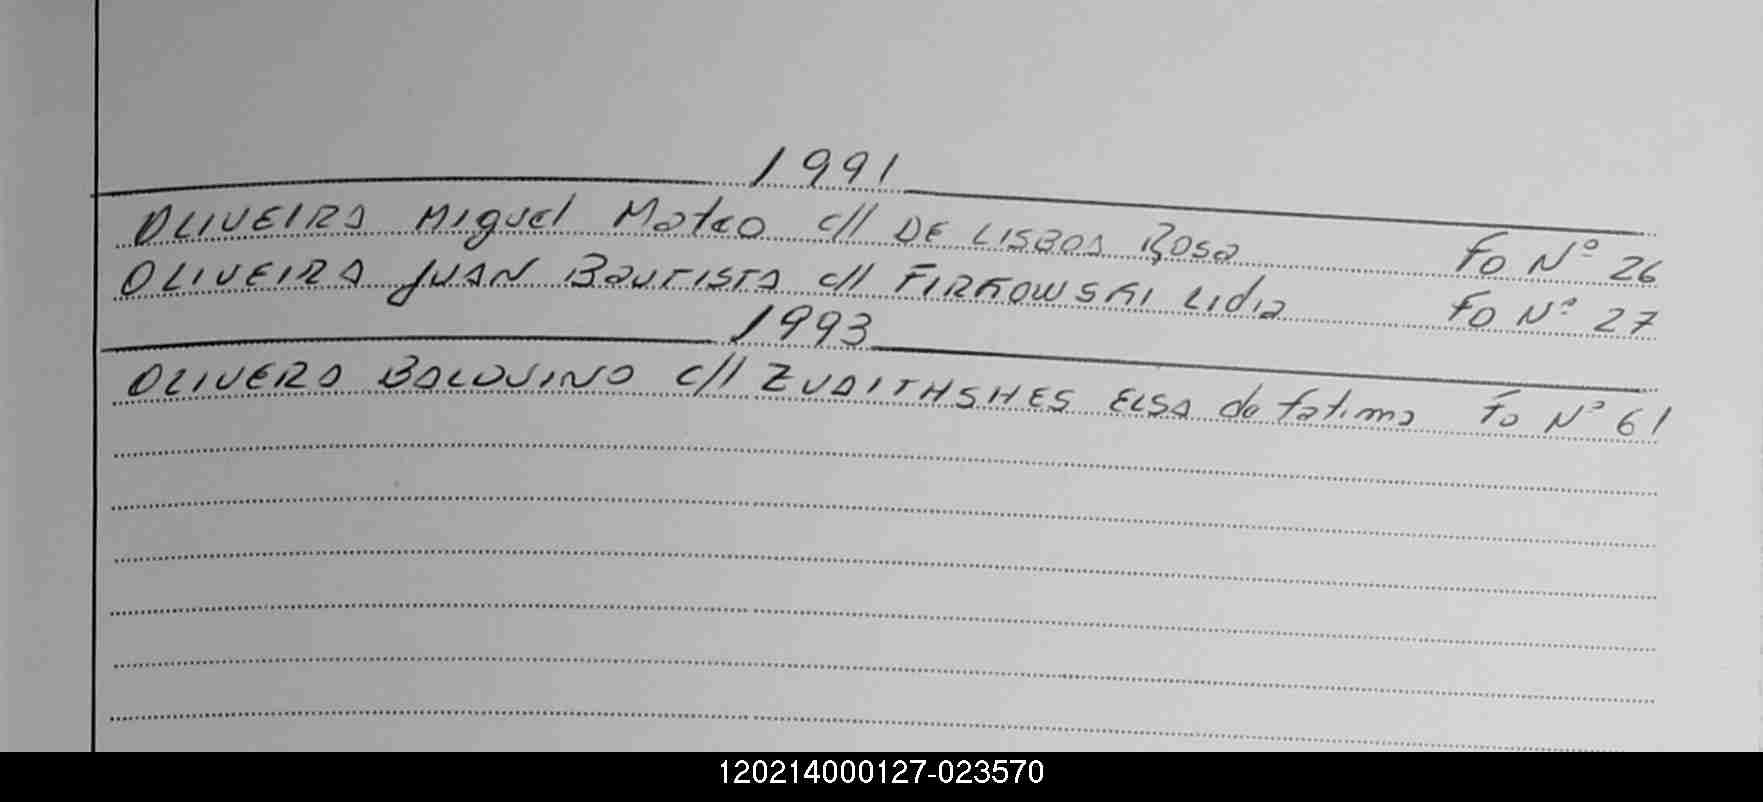 1991
OLIVEIRA Miguel Mateo c// DE LISBOA Rosa Fo Nº 26
OLIVEIRA JUAN BAUTISTA c// FIRKOWSKI Lidia Fo Nº 27
1993
OLIVERA BALDUINO c// ZUDITHSHES ELSA de fatima Fo Nº 61
120214000127-023570